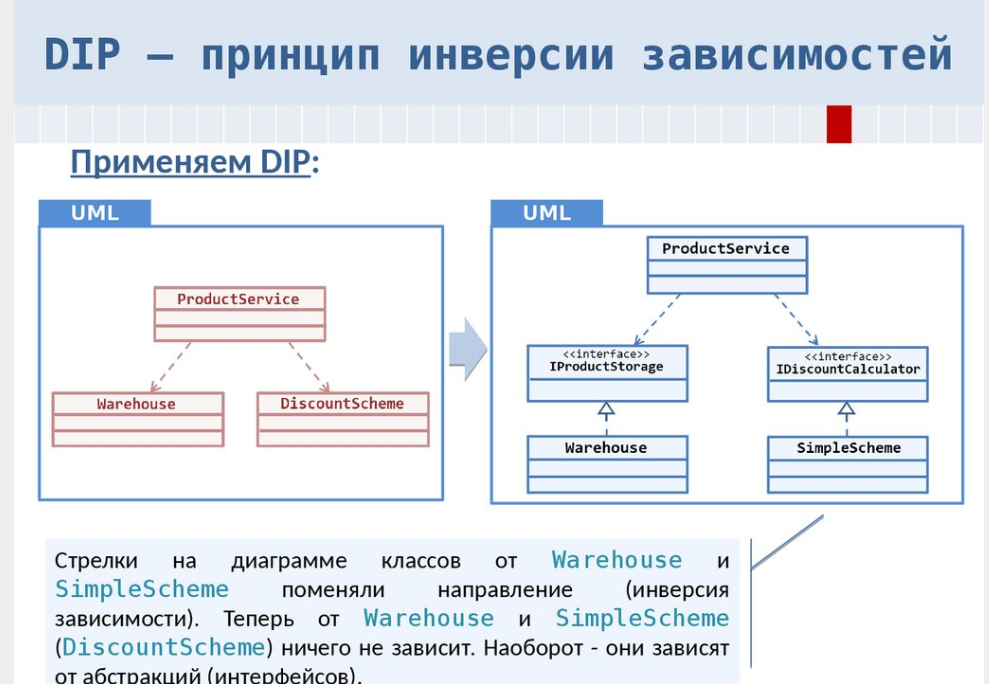 DIP – принцип инверсии зависимостей
Применяем DIP:
UML
ProductService
Warehouse
DiscountScheme
UML
ProductService
<<interface>>
IProductStorage
<<interface>>
IDiscountCalculator
Warehouse
SimpleScheme
Стрелки на диаграмме классов от Warehouse и
SimpleScheme поменяли направление (инверсия
зависимости). Теперь от Warehouse и SimpleScheme
(DiscountScheme) ничего не зависит. Наоборот - они зависят
от абстракций (интерфейсов).